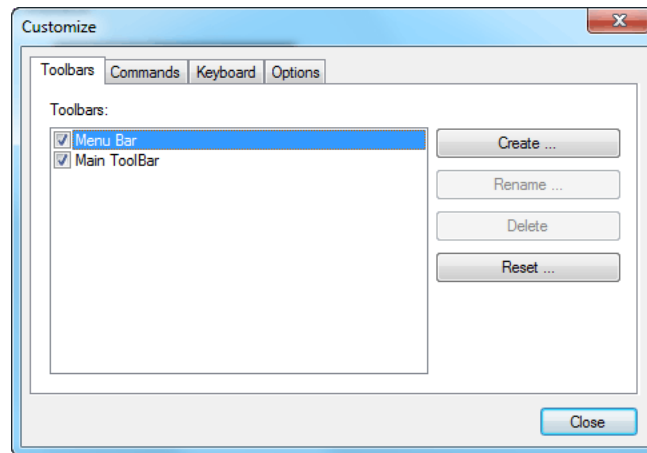 Customize
Toolbars Commands Keyboard Options
Toolbars:
Menu Bar
Main ToolBar
Create ...
Rename ...
Delete
Reset ...
Close